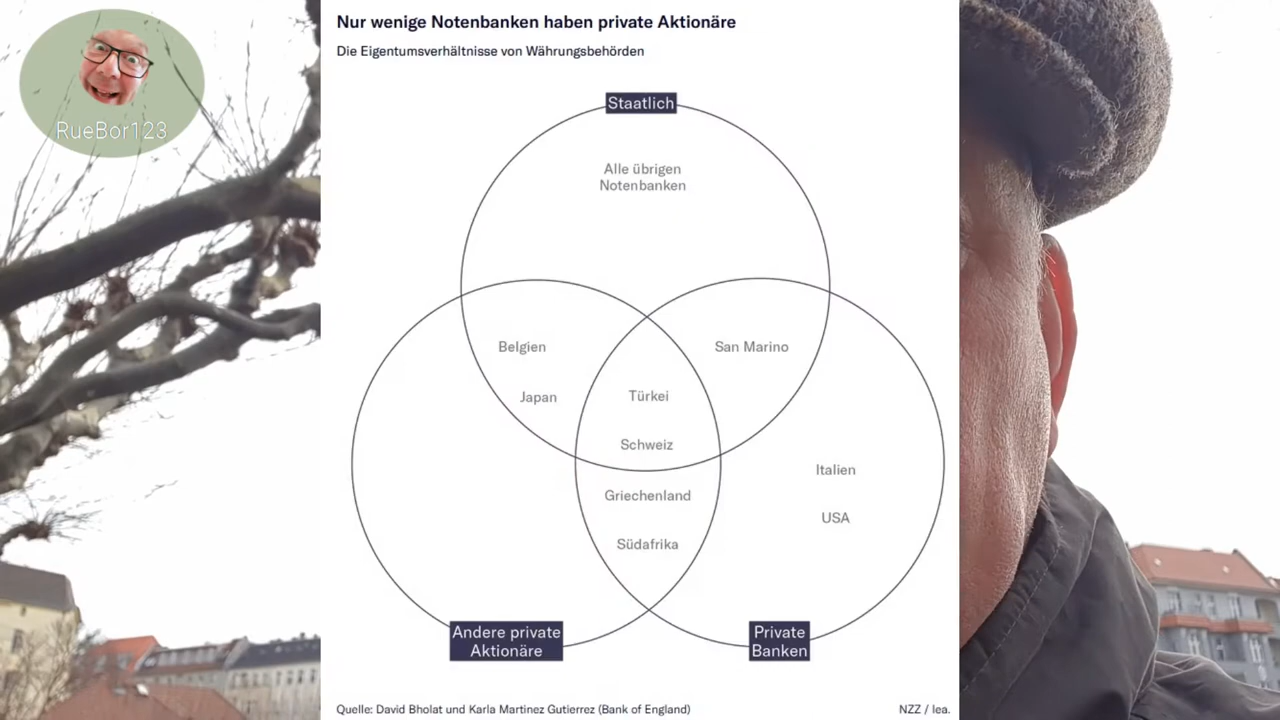 RueBor123
Nur wenige Notenbanken haben private Aktionäre
Die Eigentumsverhältnisse von Währungsbehörden
Staatlich
Alle übrigen
Notenbanken
Belgien
San Marino
Japan
Türkei
Schweiz
Italien
Griechenland
USA
Südafrika
Andere private
Aktionäre
Private
Banken
Quelle: David Bholat und Karla Martinez Gutierrez (Bank of England)
NZZ / lea.